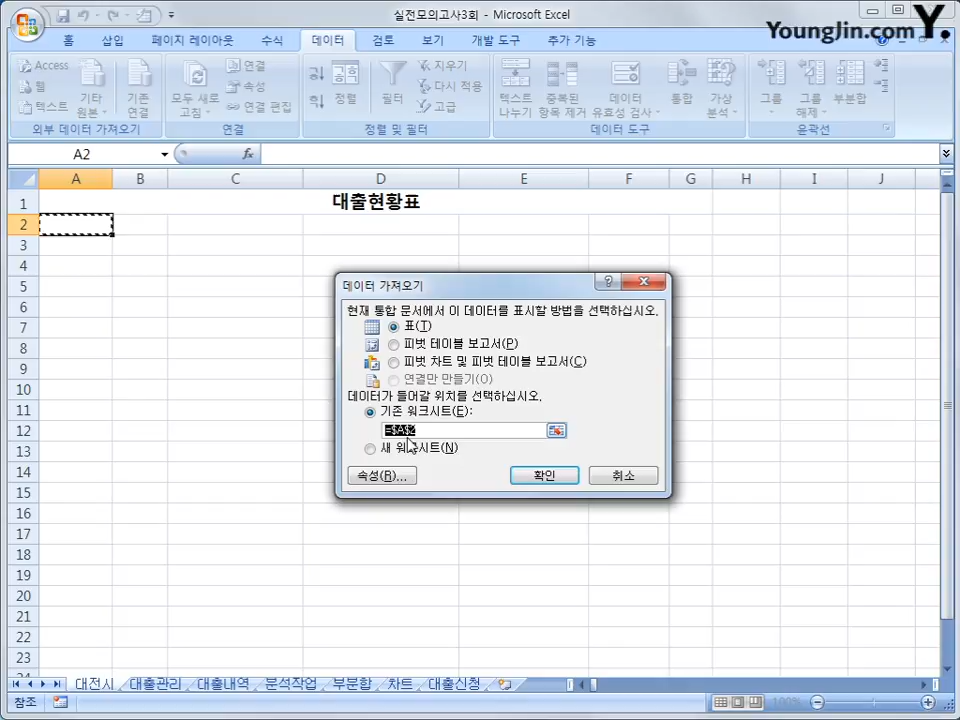 실전모의고사3회 - Microsoft Excel
YoungJin.com Y.
홈 삽입 페이지 레이아웃 수식 데이터 검토 보기 개발 도구 추가 기능
Access 웹 텍스트 기타 원본 기존 연결
모두 새로 고침 연결 속성 연결 편집
정렬 필터 지우기 다시 적용 고급
텍스트 나누기 중복된 항목 제거 데이터 유효성 검사 통합 가상 분석
그룹 그룹 해제 부분합
외부 데이터 가져오기 연결 정렬 및 필터 데이터 도구 윤곽선
A2 fx
A B C D E F G H I J
1 대출현황표
2
3
4
5
6
7
8
9
10
11
12
13
14
15
16
17
18
19
20
21
22
23
데이터 가져오기
현재 통합 문서에서 이 데이터를 표시할 방법을 선택하십시오.
표(T)
피벗 테이블 보고서(P)
피벗 차트 및 피벗 테이블 보고서(C)
연결만 만들기(O)
데이터가 들어갈 위치를 선택하십시오.
기존 워크시트(E):
=$A$2
새 워크시트(N)
속성(R)... 확인 취소
대전시 대출관리 대출내역 분석작업 부분합 차트 대출신청
참조 100%